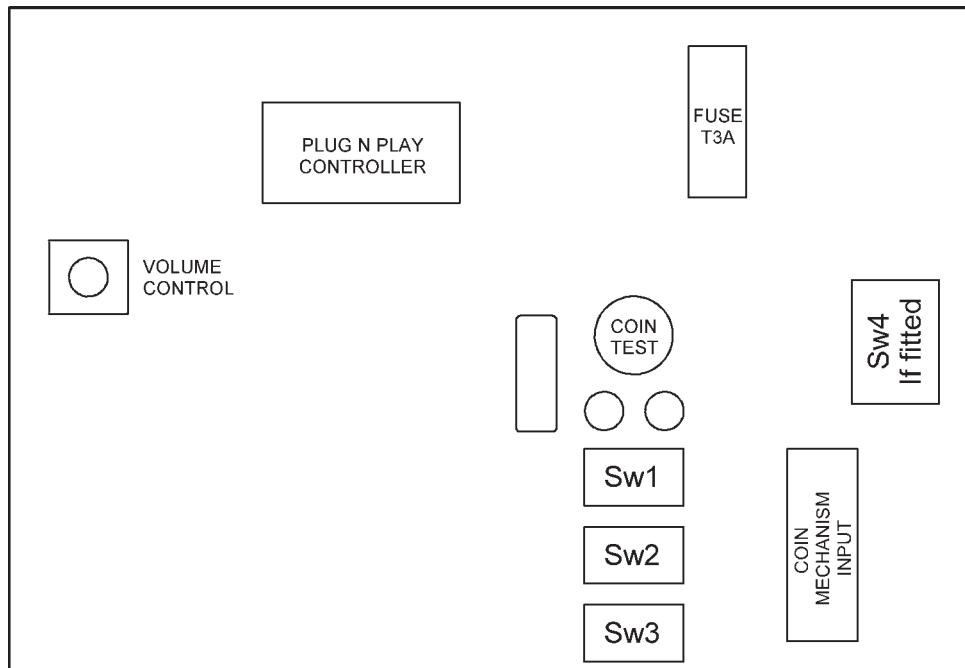 PLUG N PLAY
CONTROLLER
FUSE
T3A
VOLUME
CONTROL
COIN
TEST
Sw4
If fitted
Sw1
Sw2
Sw3
COIN
MECHANISM
INPUT